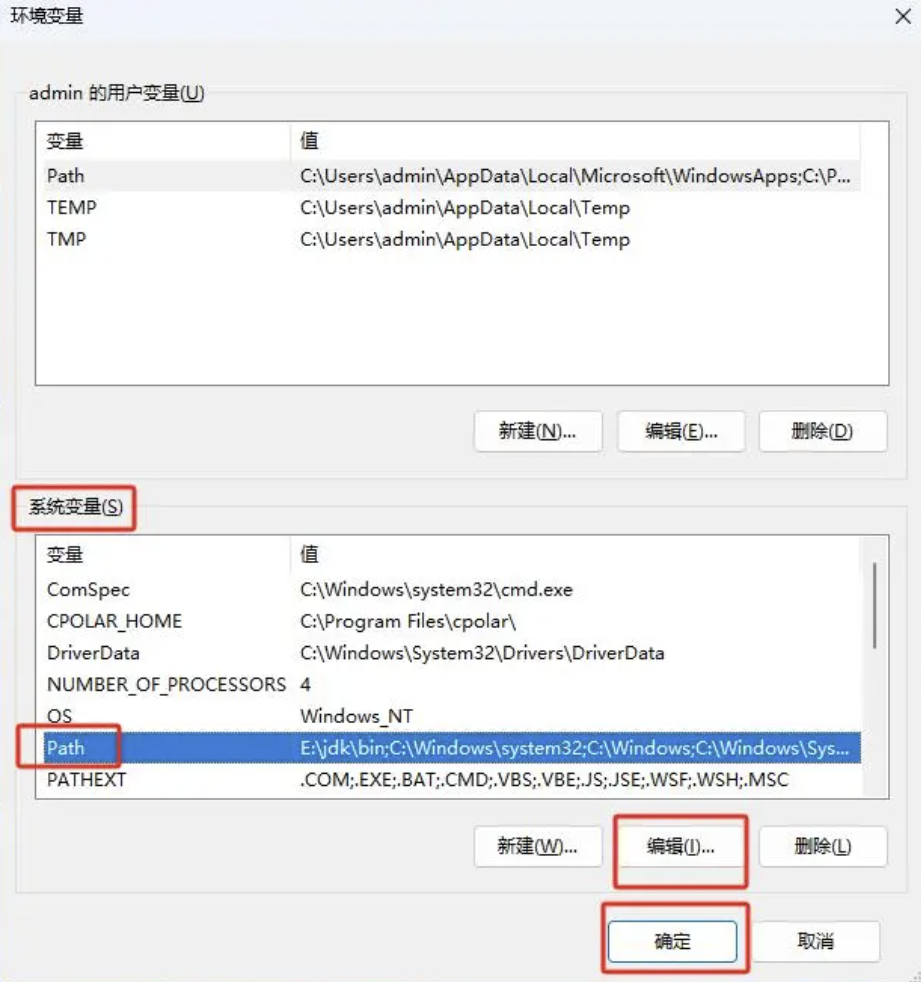 环境变量
admin 的用户变量(U)
变量 值
Path C:\Users\admin\AppData\Local\Microsoft\WindowsApps;C:\P...
TEMP C:\Users\admin\AppData\Local\Temp
TMP C:\Users\admin\AppData\Local\Temp
新建(N)... 编辑(E)... 删除(D)
系统变量(S)
变量 值
ComSpec C:\Windows\system32\cmd.exe
CPOLAR_HOME C:\Program Files\cpolar\
DriverData C:\Windows\System32\Drivers\DriverData
NUMBER_OF_PROCESSORS 4
OS Windows_NT
Path E:\jdk\bin;C:\Windows\system32;C:\Windows;C:\Windows\Sys...
PATHEXT .COM;.EXE;.BAT;.CMD;.VBS;.VBE;.JS;.JSE;.WSF;.WSH;.MSC
新建(W)... 编辑(I)... 删除(L)
确定 取消